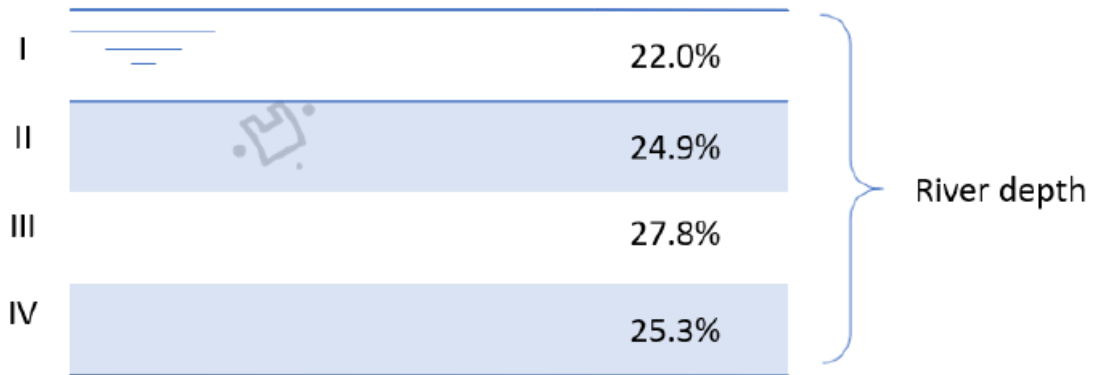 I
22.0%
II
24.9%
River depth
III
27.8%
IV
25.3%